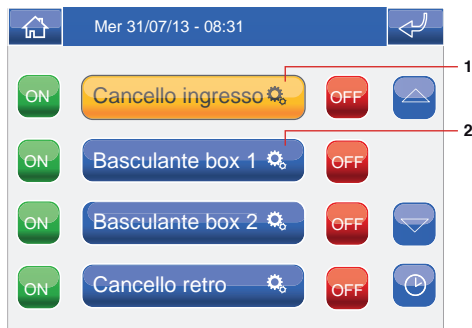 Mer 31/07/13 - 08:31
1
ON Cancello ingresso OFF
2
ON Basculante box 1 OFF
ON Basculante box 2 OFF
ON Cancello retro OFF